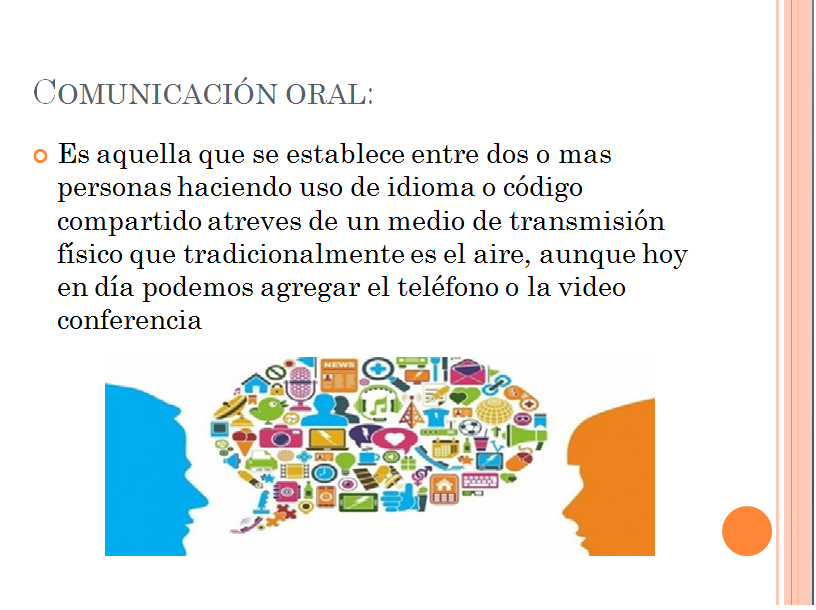 COMUNICACIÓN ORAL:
Es aquella que se establece entre dos o mas
personas haciendo uso de idioma o código
compartido atreves de un medio de transmisión
físico que tradicionalmente es el aire, aunque hoy
en día podemos agregar el teléfono o la video
conferencia
NEWS